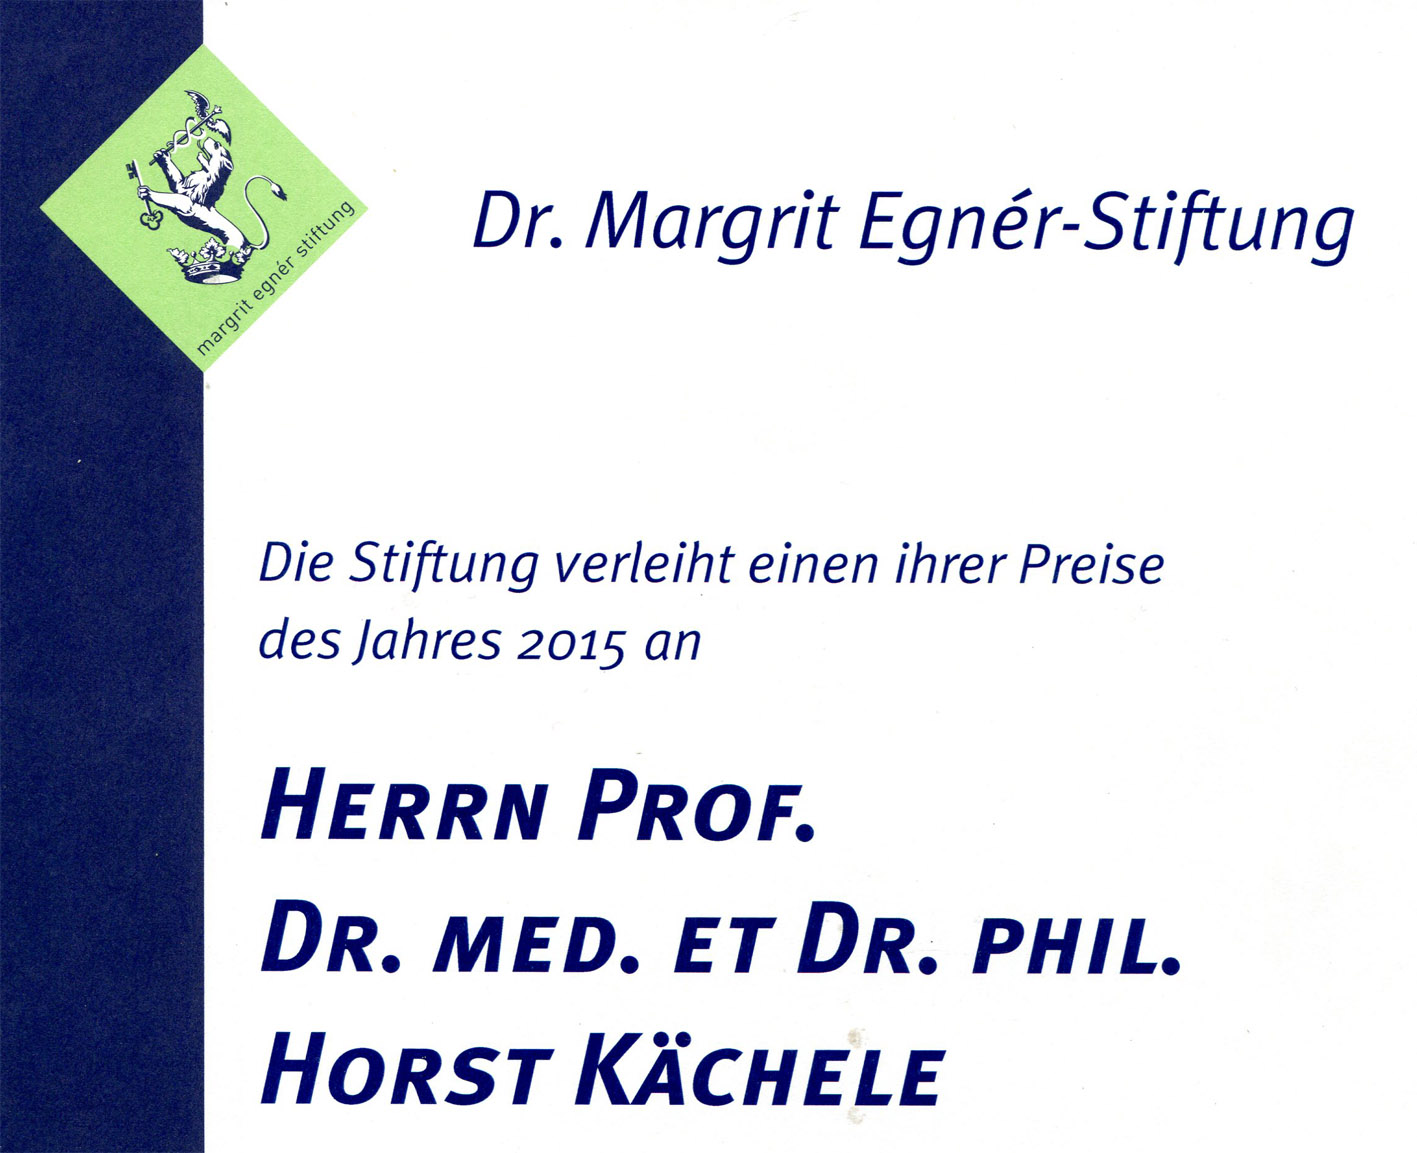 margrit egnér stiftung
Dr. Margrit Egnér-Stiftung
Die Stiftung verleiht einen ihrer Preise
des Jahres 2015 an
HERRN PROF.
DR. MED. ET DR. PHIL.
HORST KÄCHELE